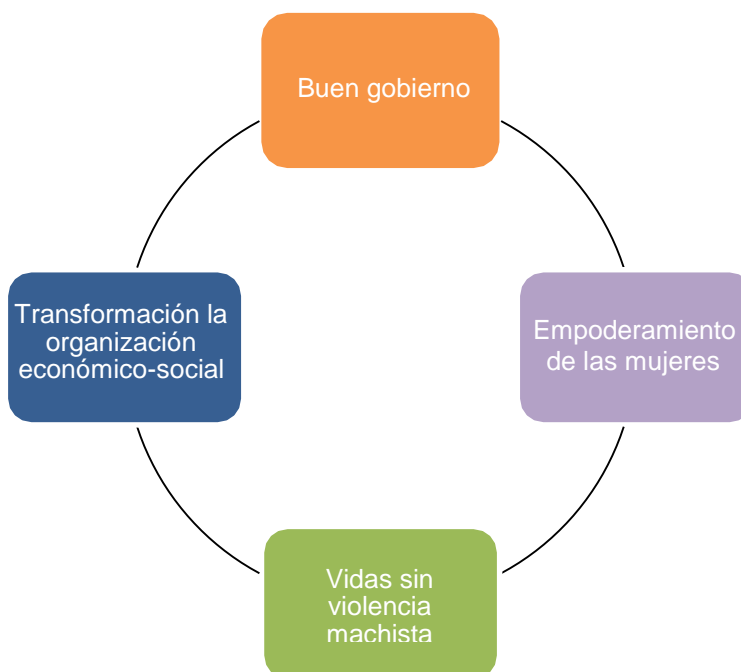 Buen gobierno
Transformación la
organización
económico-social
Empoderamiento
de las mujeres
Vidas sin
violencia
machista